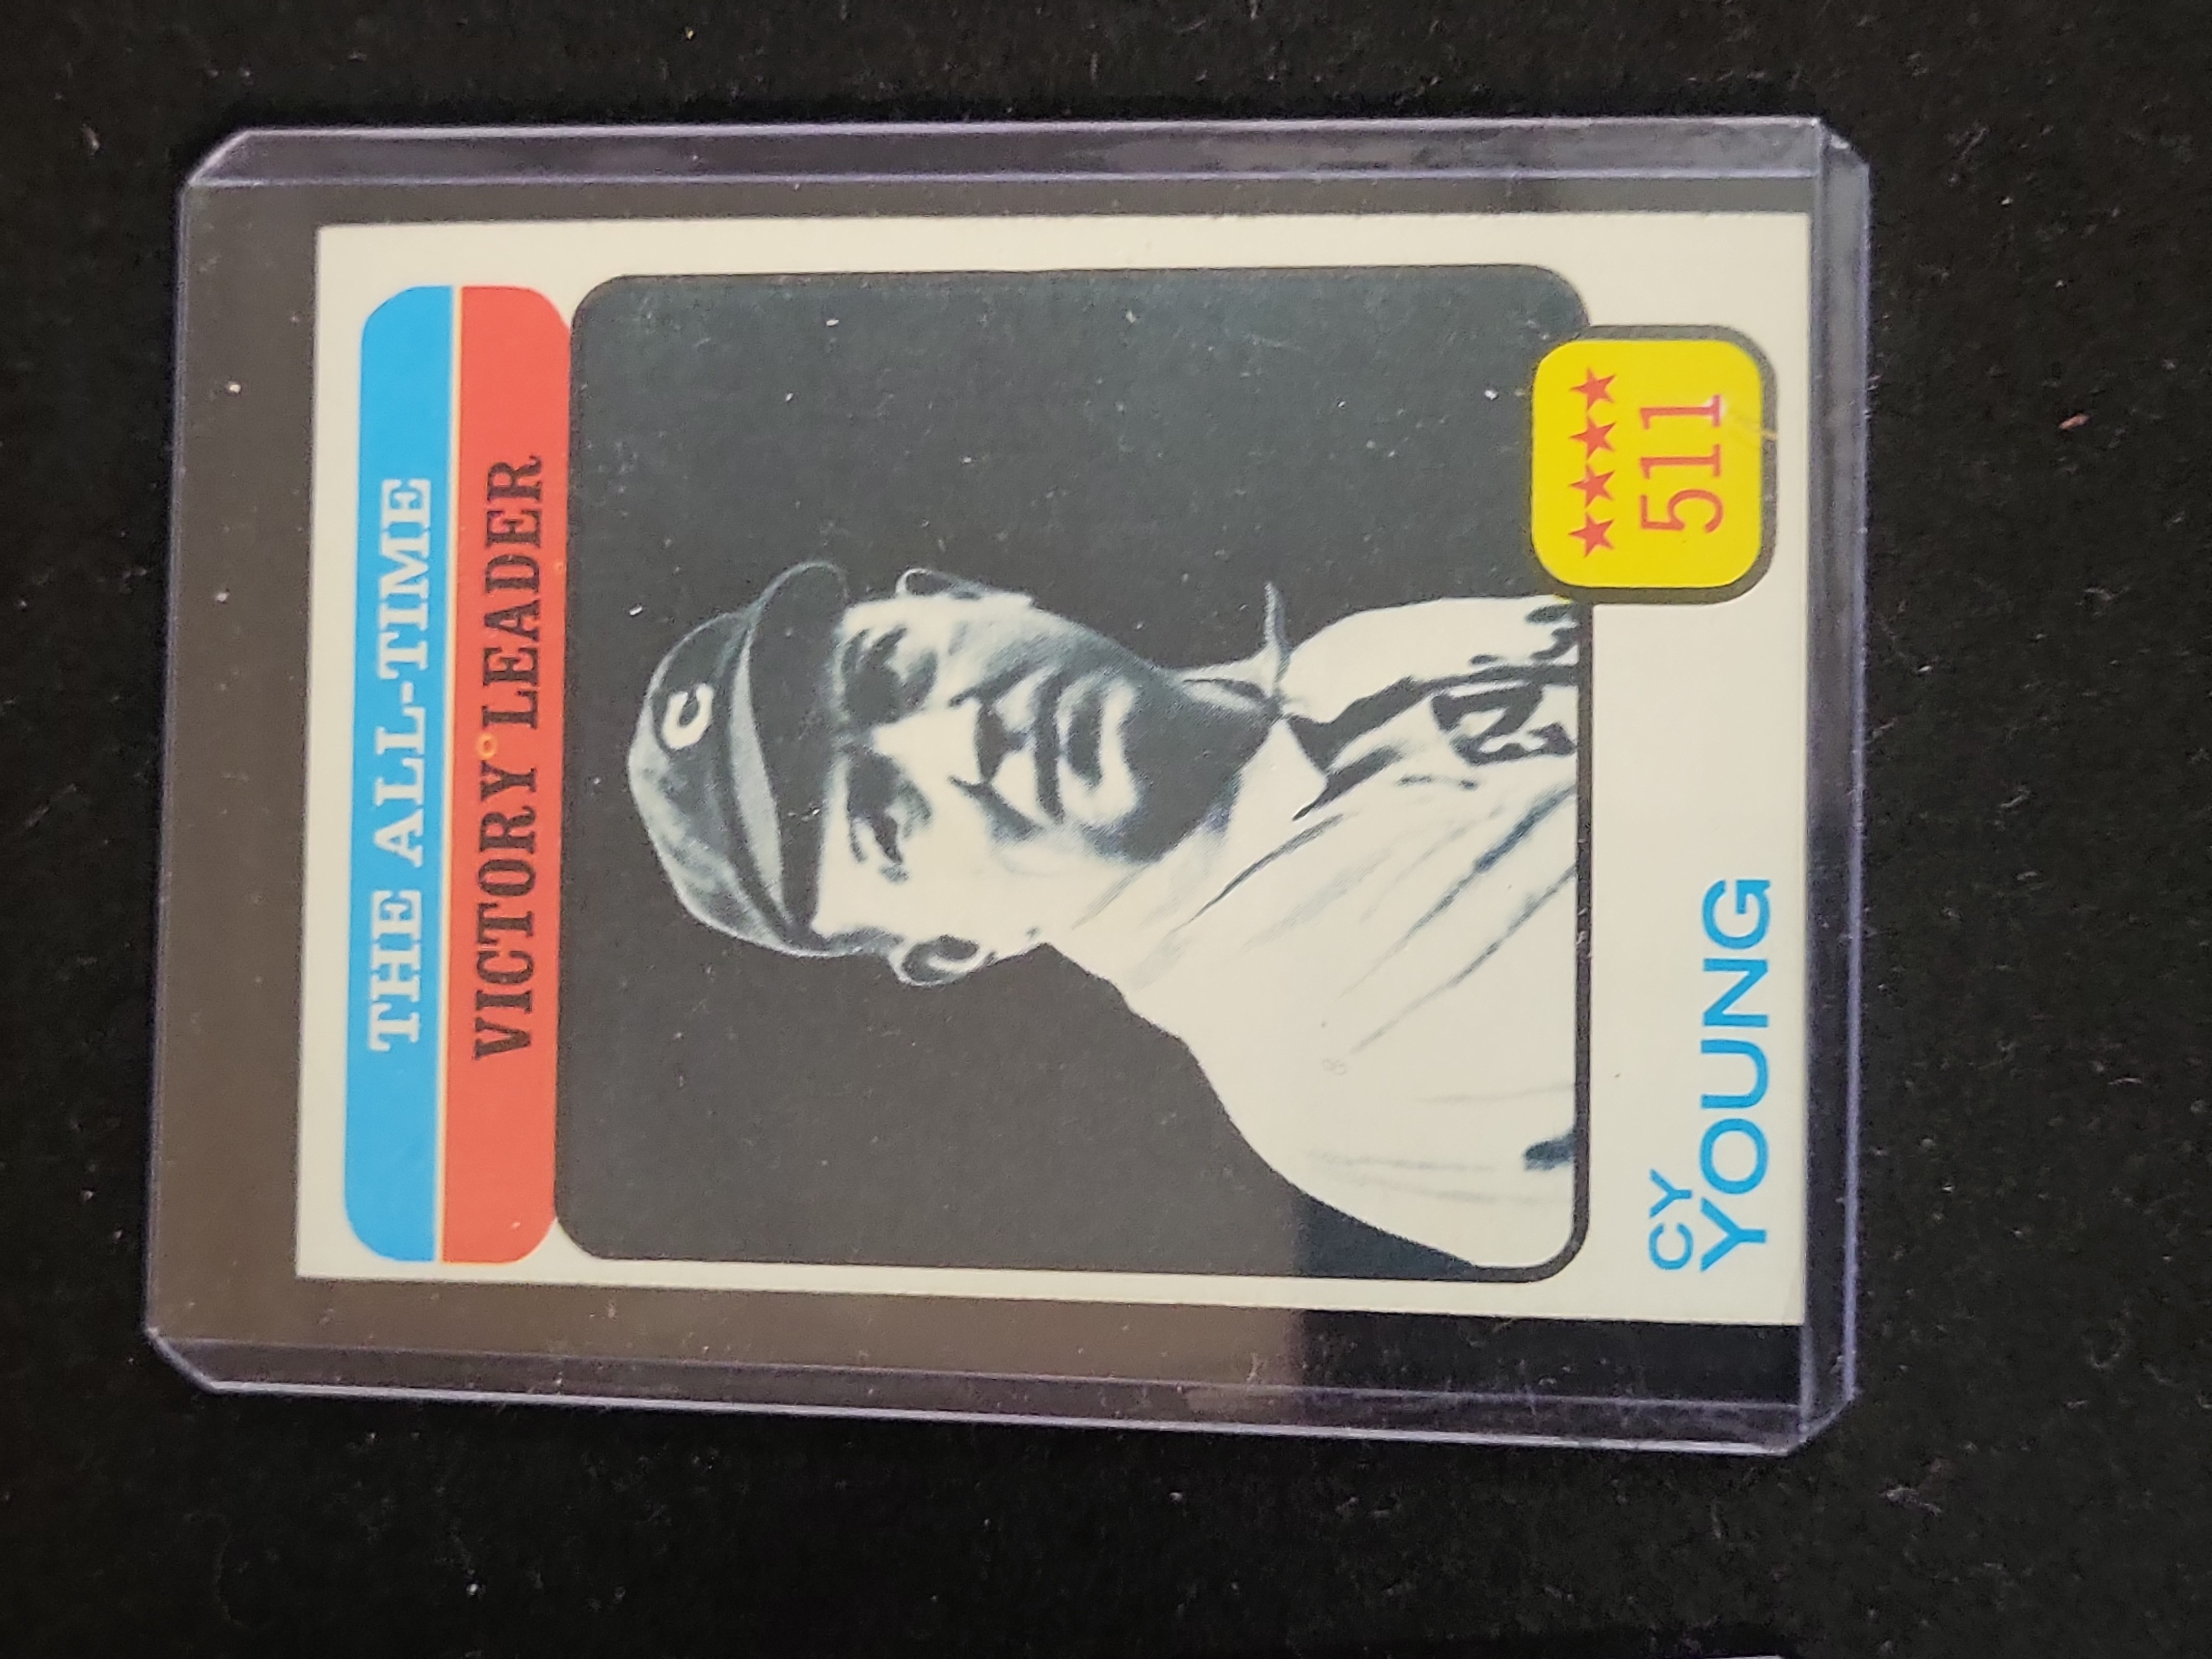 THE ALL-TIME
VICTORY LEADER
C
511
CY
YOUNG